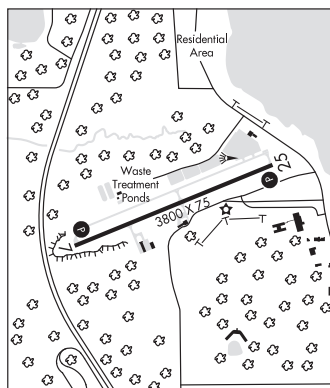 Residential
Area
Waste
Treatment
Ponds
P
P
25
3800 X 75
7